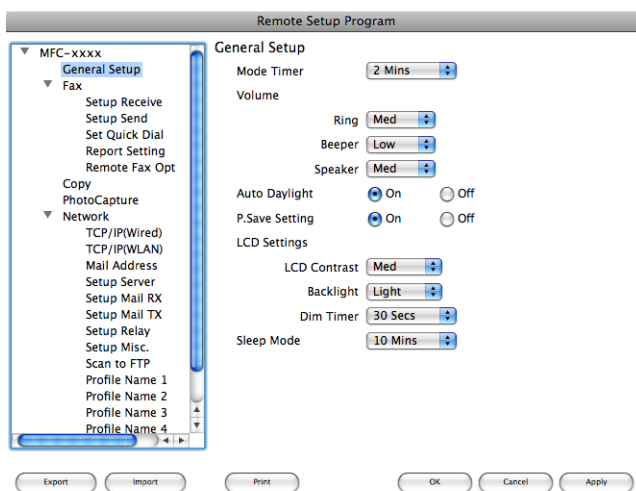 Remote Setup Program
MFC-xxxx
General Setup
Fax
Setup Receive
Setup Send
Set Quick Dial
Report Setting
Remote Fax Opt
Copy
PhotoCapture
Network
TCP/IP(Wired)
TCP/IP(WLAN)
Mail Address
Setup Server
Setup Mail RX
Setup Mail TX
Setup Relay
Setup Misc.
Scan to FTP
Profile Name 1
Profile Name 2
Profile Name 3
Profile Name 4
General Setup
Mode Timer 2 Mins
Volume
Ring Med
Beeper Low
Speaker Med
Auto Daylight On Off
P.Save Setting On Off
LCD Settings
LCD Contrast Med
Backlight Light
Dim Timer 30 Secs
Sleep Mode 10 Mins
Export Import Print OK Cancel Apply